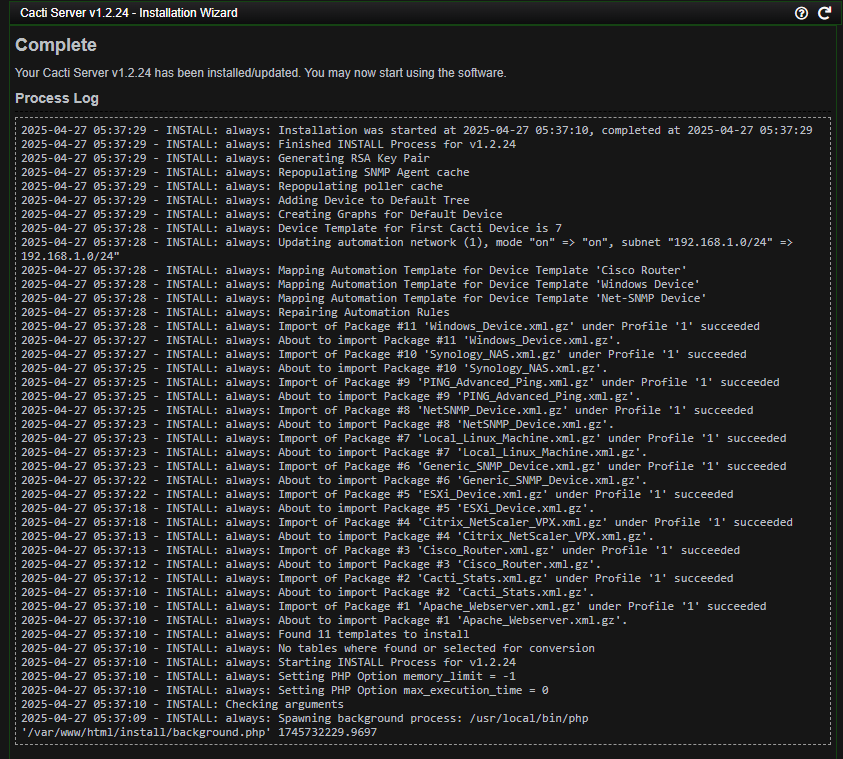 Cacti Server v1.2.24 - Installation Wizard
Complete
Your Cacti Server v1.2.24 has been installed/updated. You may now start using the software.
Process Log
2025-04-27 05:37:29 - INSTALL: always: Installation was started at 2025-04-27 05:37:10, completed at 2025-04-27 05:37:29
2025-04-27 05:37:29 - INSTALL: always: Finished INSTALL Process for v1.2.24
2025-04-27 05:37:29 - INSTALL: always: Generating RSA Key Pair
2025-04-27 05:37:29 - INSTALL: always: Repopulating SNMP Agent cache
2025-04-27 05:37:29 - INSTALL: always: Repopulating poller cache
2025-04-27 05:37:29 - INSTALL: always: Adding Device to Default Tree
2025-04-27 05:37:29 - INSTALL: always: Creating Graphs for Default Device
2025-04-27 05:37:28 - INSTALL: always: Device Template for First Cacti Device is 7
2025-04-27 05:37:28 - INSTALL: always: Updating automation network (1), mode "on" => "on", subnet "192.168.1.0/24" =>
192.168.1.0/24"
2025-04-27 05:37:28 - INSTALL: always: Mapping Automation Template for Device Template 'Cisco Router'
2025-04-27 05:37:28 - INSTALL: always: Mapping Automation Template for Device Template 'Windows Device'
2025-04-27 05:37:28 - INSTALL: always: Mapping Automation Template for Device Template 'Net-SNMP Device'
2025-04-27 05:37:28 - INSTALL: always: Repairing Automation Rules
2025-04-27 05:37:28 - INSTALL: always: Import of Package #11 'Windows_Device.xml.gz' under Profile '1' succeeded
2025-04-27 05:37:27 - INSTALL: always: About to import Package #11 'Windows_Device.xml.gz'.
2025-04-27 05:37:27 - INSTALL: always: Import of Package #10 'Synology_NAS.xml.gz' under Profile '1' succeeded
2025-04-27 05:37:25 - INSTALL: always: About to import Package #10 'Synology_NAS.xml.gz'.
2025-04-27 05:37:25 - INSTALL: always: Import of Package #9 'PING_Advanced_Ping.xml.gz' under Profile '1' succeeded
2025-04-27 05:37:25 - INSTALL: always: About to import Package #9 'PING_Advanced_Ping.xml.gz'.
2025-04-27 05:37:25 - INSTALL: always: Import of Package #8 'NetSNMP_Device.xml.gz' under Profile '1' succeeded
2025-04-27 05:37:23 - INSTALL: always: About to import Package #8 'NetSNMP_Device.xml.gz'.
2025-04-27 05:37:23 - INSTALL: always: Import of Package #7 'Local_Linux_Machine.xml.gz' under Profile '1' succeeded
2025-04-27 05:37:23 - INSTALL: always: About to import Package #7 'Local_Linux_Machine.xml.gz'.
2025-04-27 05:37:23 - INSTALL: always: Import of Package #6 'Generic_SNMP_Device.xml.gz' under Profile '1' succeeded
2025-04-27 05:37:22 - INSTALL: always: About to import Package #6 'Generic_SNMP_Device.xml.gz'.
2025-04-27 05:37:22 - INSTALL: always: Import of Package #5 'ESXi_Device.xml.gz' under Profile '1' succeeded
2025-04-27 05:37:18 - INSTALL: always: About to import Package #5 'ESXi_Device.xml.gz'.
2025-04-27 05:37:18 - INSTALL: always: Import of Package #4 'Citrix_NetScaler_VPX.xml.gz' under Profile '1' succeeded
2025-04-27 05:37:13 - INSTALL: always: About to import Package #4 'Citrix_NetScaler_VPX.xml.gz'.
2025-04-27 05:37:13 - INSTALL: always: Import of Package #3 'Cisco_Router.xml.gz' under Profile '1' succeeded
2025-04-27 05:37:12 - INSTALL: always: About to import Package #3 'Cisco_Router.xml.gz'.
2025-04-27 05:37:12 - INSTALL: always: Import of Package #2 'Cacti_Stats.xml.gz' under Profile '1' succeeded
2025-04-27 05:37:10 - INSTALL: always: About to import Package #2 'Cacti_Stats.xml.gz'.
2025-04-27 05:37:10 - INSTALL: always: Import of Package #1 'Apache_Webserver.xml.gz' under Profile '1' succeeded
2025-04-27 05:37:10 - INSTALL: always: About to import Package #1 'Apache_Webserver.xml.gz'.
2025-04-27 05:37:10 - INSTALL: always: Found 11 templates to install
2025-04-27 05:37:10 - INSTALL: always: No tables where found or selected for conversion
2025-04-27 05:37:10 - INSTALL: always: Starting INSTALL Process for v1.2.24
2025-04-27 05:37:10 - INSTALL: always: Setting PHP Option memory_limit = -1
2025-04-27 05:37:10 - INSTALL: always: Setting PHP Option max_execution_time = 0
2025-04-27 05:37:10 - INSTALL: Checking arguments
2025-04-27 05:37:09 - INSTALL: always: Spawning background process: /usr/local/bin/php
'/var/www/html/install/background.php' 1745732229.9697